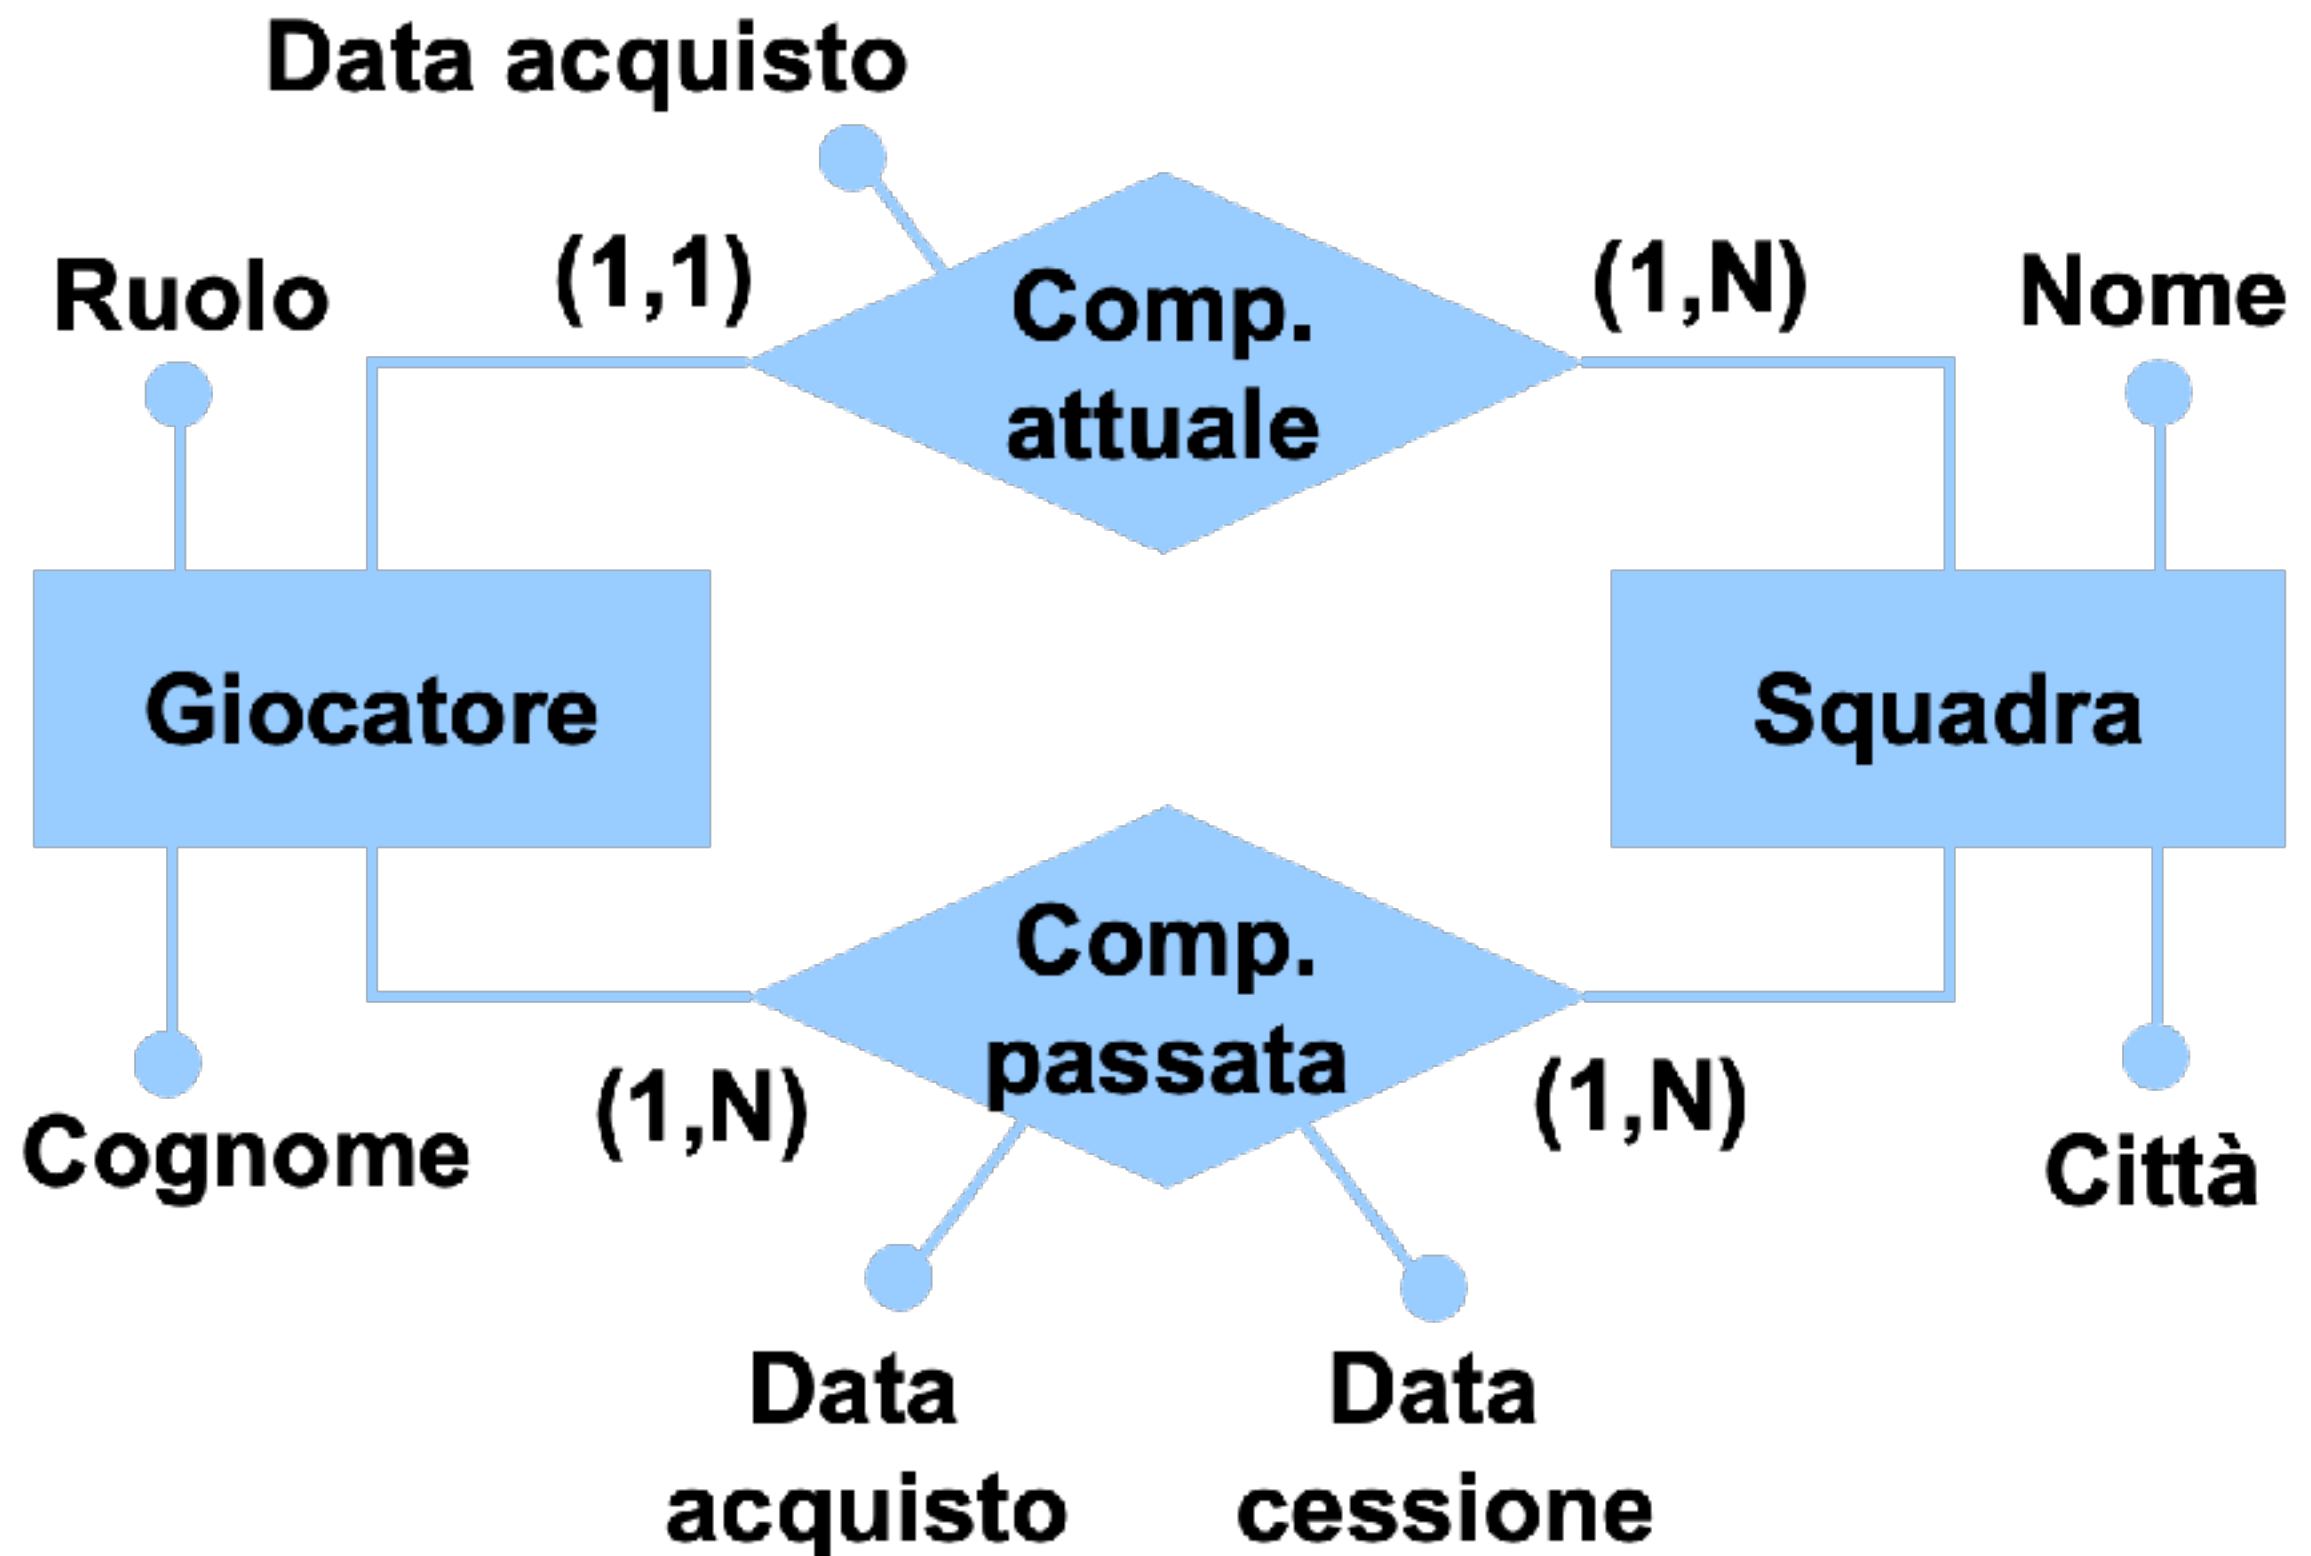 Data acquisto
Ruolo
(1,1)
Comp.
attuale
(1,N)
Nome
Giocatore
Squadra
Comp.
passata
(1,N)
(1,N)
Cognome
Città
Data
acquisto
Data
cessione